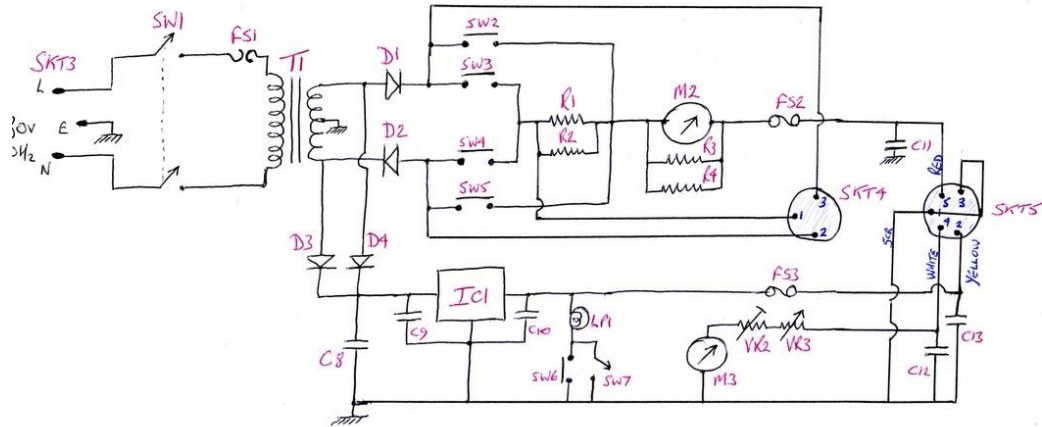 SW1
FS1
SKT3
T1
L
E
N
D1
D2
SW2
SW3
SW4
SW5
R1
R2
M2
R3
R4
FS2
C11
RED
SKT4
3
1
2
SKT5
5
3
1
4
2
SCR
WHITE
YELLOW
D3
D4
IC1
C9
C10
C8
LP1
SW6
SW7
FS3
VR2
VR3
M3
C12
C13